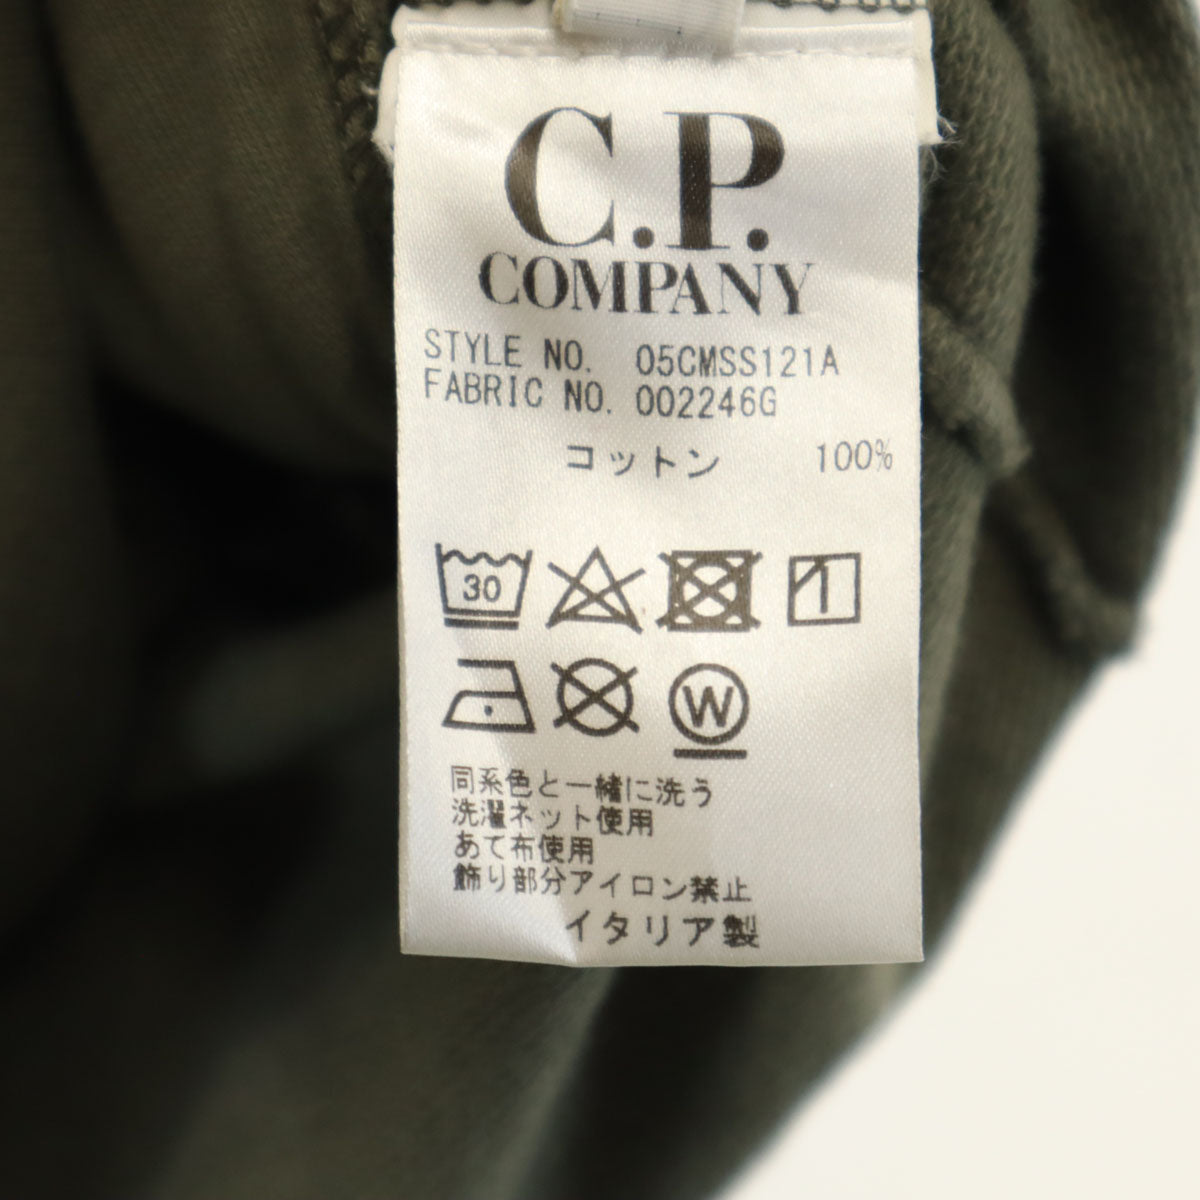 C.P.
COMPANY
STYLE NO. 05CMSS121A
FABRIC NO. 002246G
コットン 100%
30
W
同系色と一緒に洗う
洗濯ネット使用
あて布使用
飾り部分アイロン禁止
イタリア製